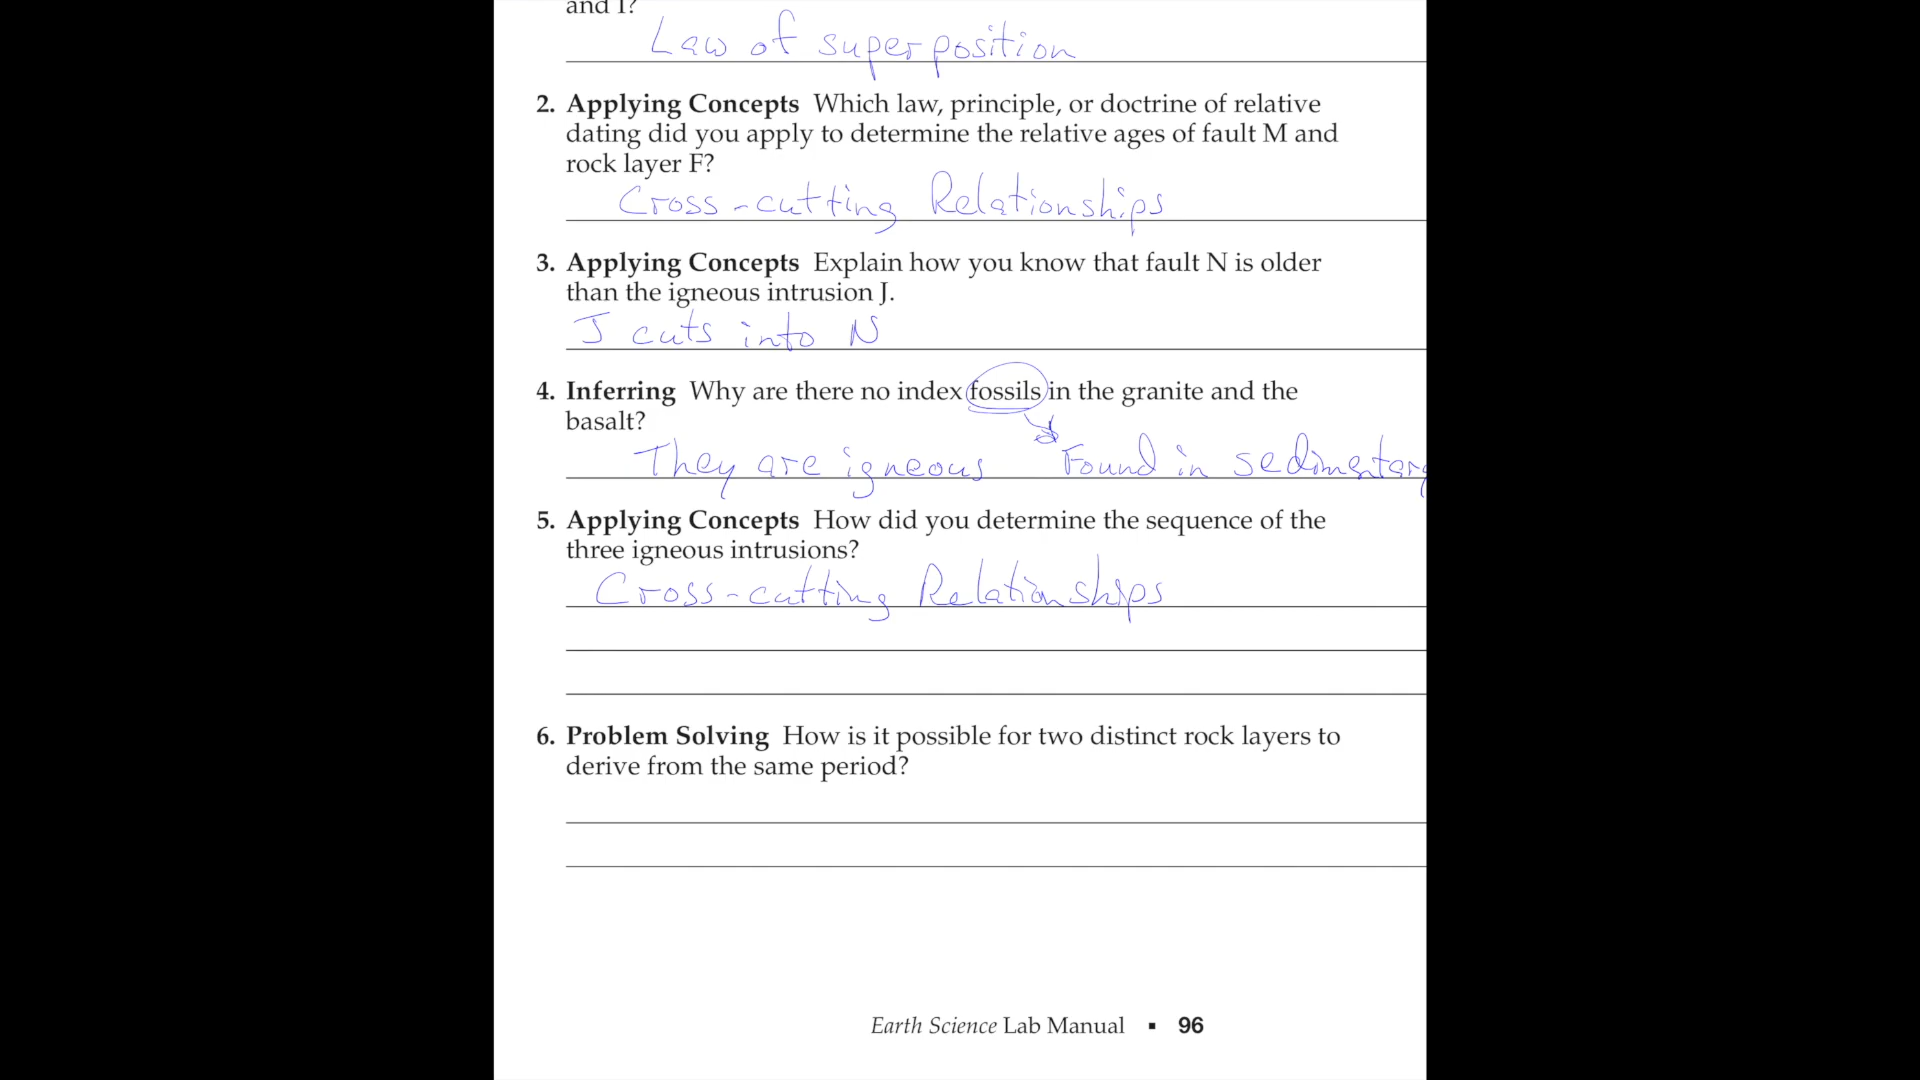 and I?
Law of superposition
2. Applying Concepts Which law, principle, or doctrine of relative
dating did you apply to determine the relative ages of fault M and
rock layer F?
Cross-cutting Relationships
3. Applying Concepts Explain how you know that fault N is older
than the igneous intrusion J.
J cuts into N
4. Inferring Why are there no index fossils in the granite and the
basalt?
They are igneous Found in sedimentary
5. Applying Concepts How did you determine the sequence of the
three igneous intrusions?
Cross-cutting Relationships
6. Problem Solving How is it possible for two distinct rock layers to
derive from the same period?
Earth Science Lab Manual ▪ 96